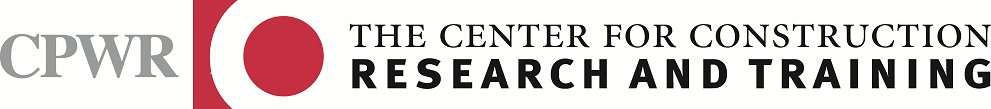 CPWR
THE CENTER FOR CONSTRUCTION
RESEARCH AND TRAINING